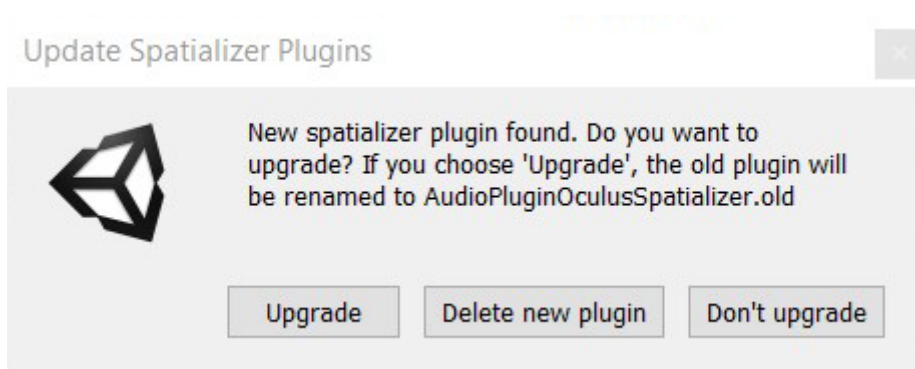 Update Spatializer Plugins
New spatializer plugin found. Do you want to
upgrade? If you choose 'Upgrade', the old plugin will
be renamed to AudioPluginOculusSpatializer.old
Upgrade Delete new plugin Don't upgrade